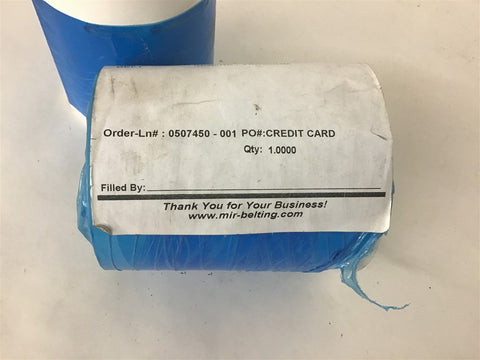 Order-Ln# : 0507450 - 001 PO#:CREDIT CARD
Qty: 1.0000
Filled By:
Thank You for Your Business!
www.mir-belting.com